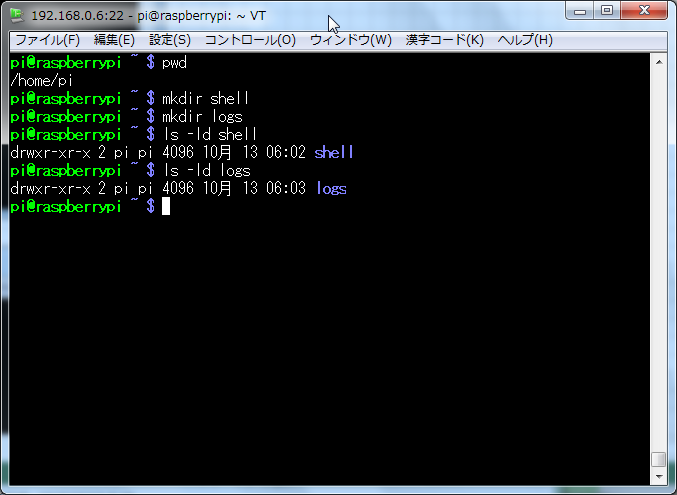 192.168.0.6:22 - pi@raspberrypi: ~ VT
ファイル(F) 編集(E) 設定(S) コントロール(O) ウィンドウ(W) 漢字コード(K) ヘルプ(H)
pi@raspberrypi ~ $ pwd
/home/pi
pi@raspberrypi ~ $ mkdir shell
pi@raspberrypi ~ $ mkdir logs
pi@raspberrypi ~ $ ls -ld shell
drwxr-xr-x 2 pi pi 4096 10月 13 06:02 shell
pi@raspberrypi ~ $ ls -ld logs
drwxr-xr-x 2 pi pi 4096 10月 13 06:03 logs
pi@raspberrypi ~ $